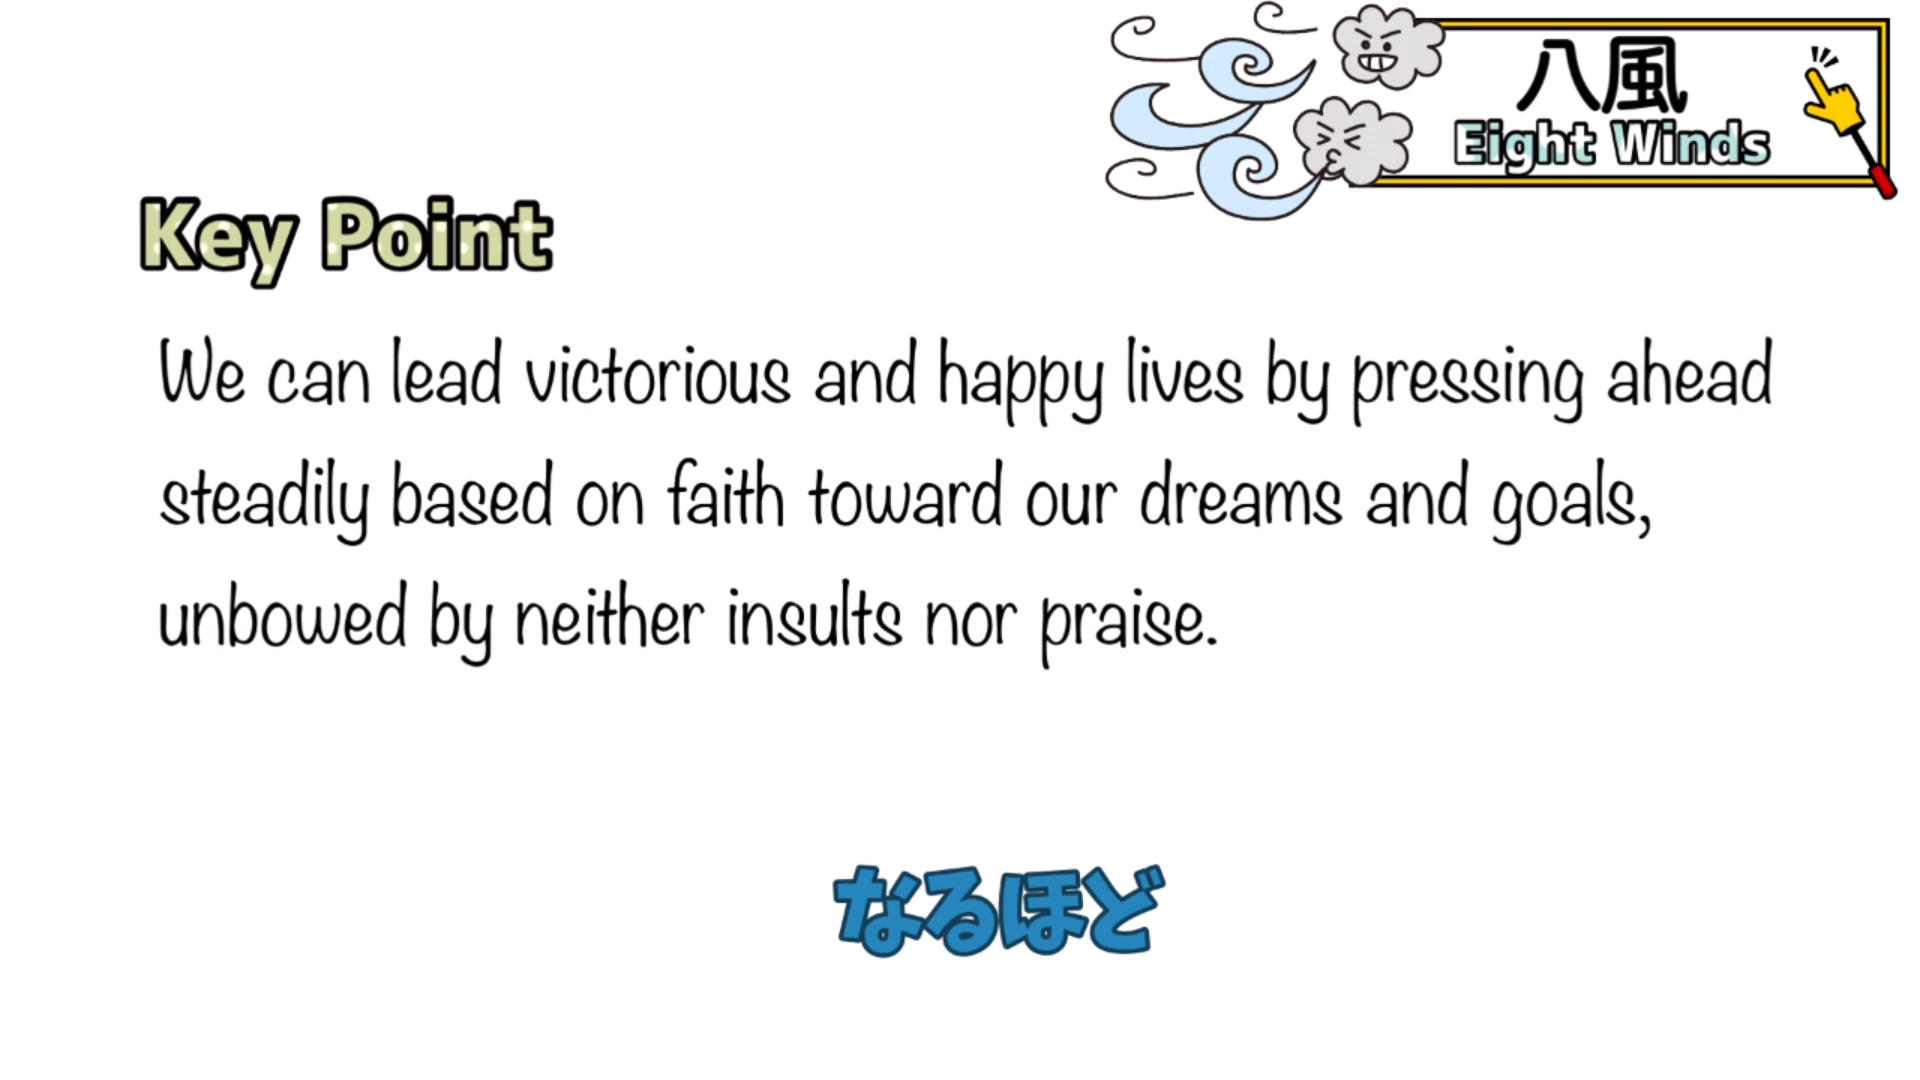 八風
Eight Winds
Key Point
We can lead victorious and happy lives by pressing ahead
steadily based on faith toward our dreams and goals,
unbowed by neither insults nor praise.
なるほど